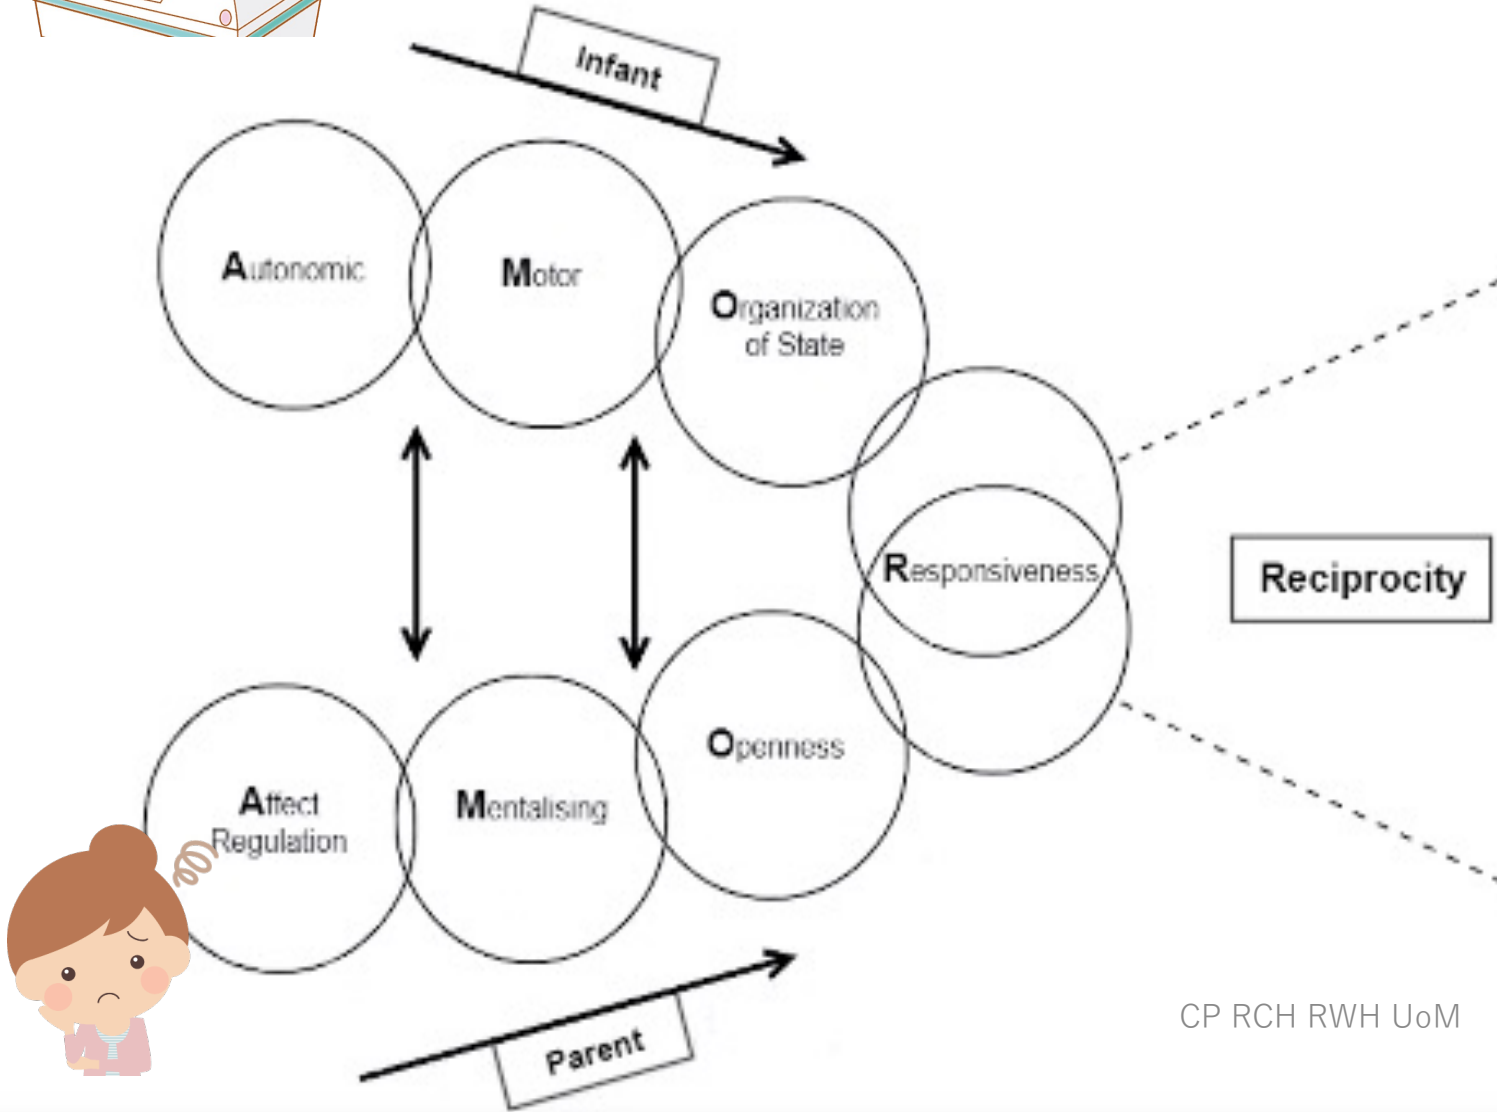 Infant
Autonomic
Motor
Organization
of State
Responsiveness
Reciprocity
Openness
Affect
Regulation
Mentalising
Parent
CP RCH RWH UoM